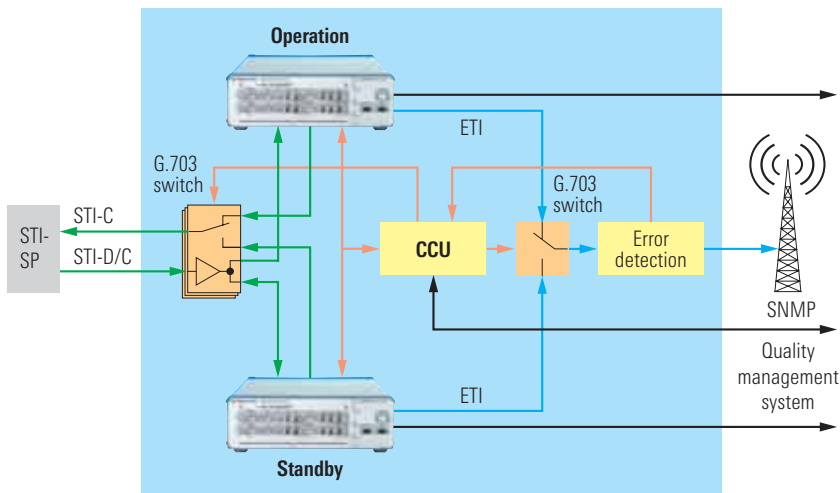 Operation
ETI
G.703
switch
G.703
switch
STI-C
STI-
SP
STI-D/C
CCU
Error
detection
SNMP
Quality
management
system
ETI
Standby